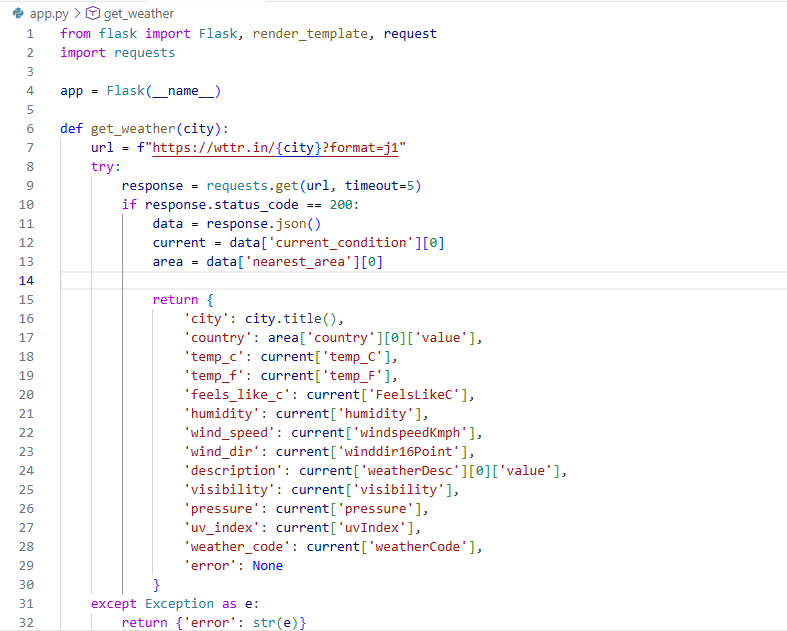 app.py > get_weather
1 from flask import Flask, render_template, request
2 import requests
3
4 app = Flask(__name__)
5
6 def get_weather(city):
7     url = f"https://wttr.in/{city}?format=j1"
8     try:
9         response = requests.get(url, timeout=5)
10         if response.status_code == 200:
11             data = response.json()
12             current = data['current_condition'][0]
13             area = data['nearest_area'][0]
14
15             return {
16                 'city': city.title(),
17                 'country': area['country'][0]['value'],
18                 'temp_c': current['temp_C'],
19                 'temp_f': current['temp_F'],
20                 'feels_like_c': current['FeelsLikeC'],
21                 'humidity': current['humidity'],
22                 'wind_speed': current['windspeedKmph'],
23                 'wind_dir': current['winddir16Point'],
24                 'description': current['weatherDesc'][0]['value'],
25                 'visibility': current['visibility'],
26                 'pressure': current['pressure'],
27                 'uv_index': current['uvIndex'],
28                 'weather_code': current['weatherCode'],
29                 'error': None
30             }
31     except Exception as e:
32         return {'error': str(e)}